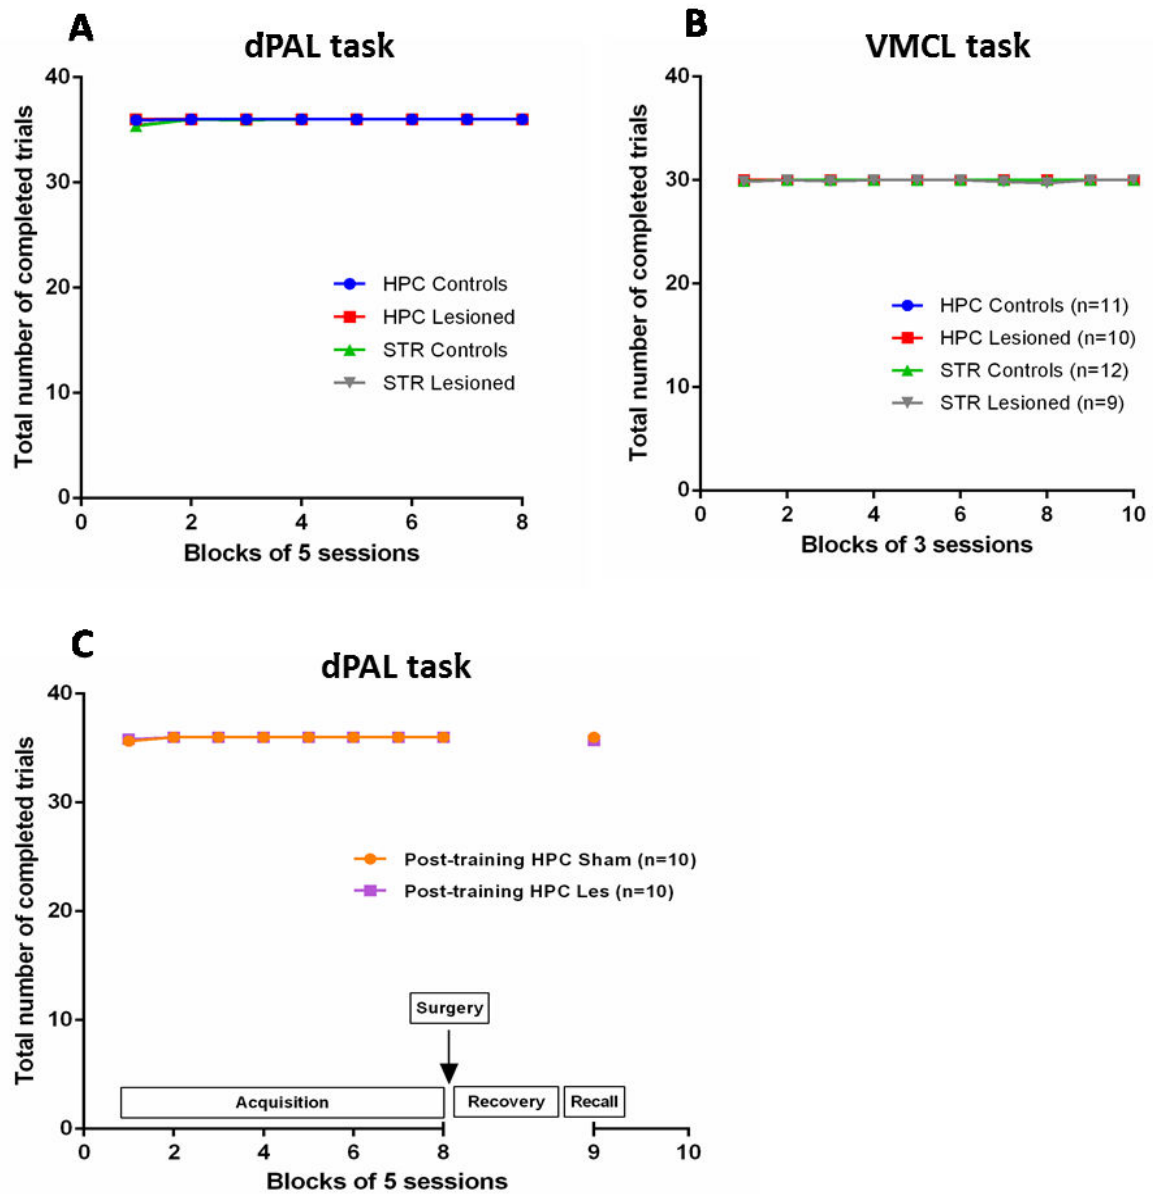 A
dPAL task
Total number of completed trials
40
30
20
10
0
HPC Controls
HPC Lesioned
STR Controls
STR Lesioned
0 2 4 6 8
Blocks of 5 sessions
B
VMCL task
Total number of completed trials
40
30
20
10
0
HPC Controls (n=11)
HPC Lesioned (n=10)
STR Controls (n=12)
STR Lesioned (n=9)
0 2 4 6 8 10
Blocks of 3 sessions
C
dPAL task
Total number of completed trials
40
30
20
10
0
Post-training HPC Sham (n=10)
Post-training HPC Les (n=10)
Surgery
Acquisition
Recovery
Recall
0 2 4 6 8 9 10
Blocks of 5 sessions